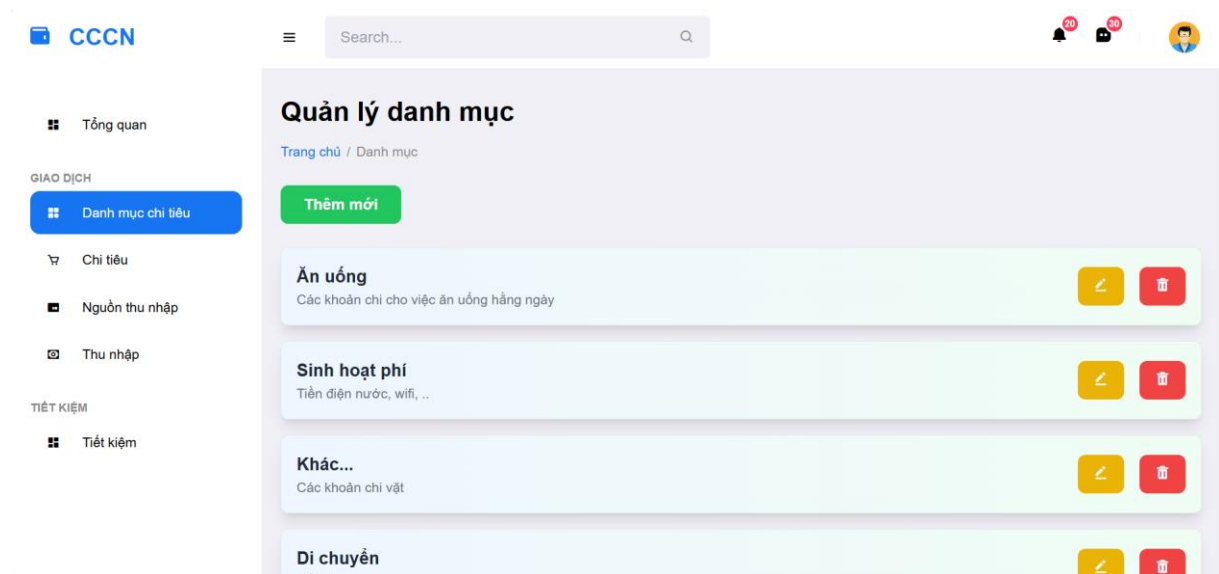 CCCN
Search...
20
30
Tổng quan
GIAO DỊCH
Danh mục chi tiêu
Chi tiêu
Nguồn thu nhập
Thu nhập
TIẾT KIỆM
Tiết kiệm
Quản lý danh mục
Trang chủ / Danh mục
Thêm mới
Ăn uống
Các khoản chi cho việc ăn uống hằng ngày
Sinh hoạt phí
Tiền điện nước, wifi, ..
Khác...
Các khoản chi vặt
Di chuyển